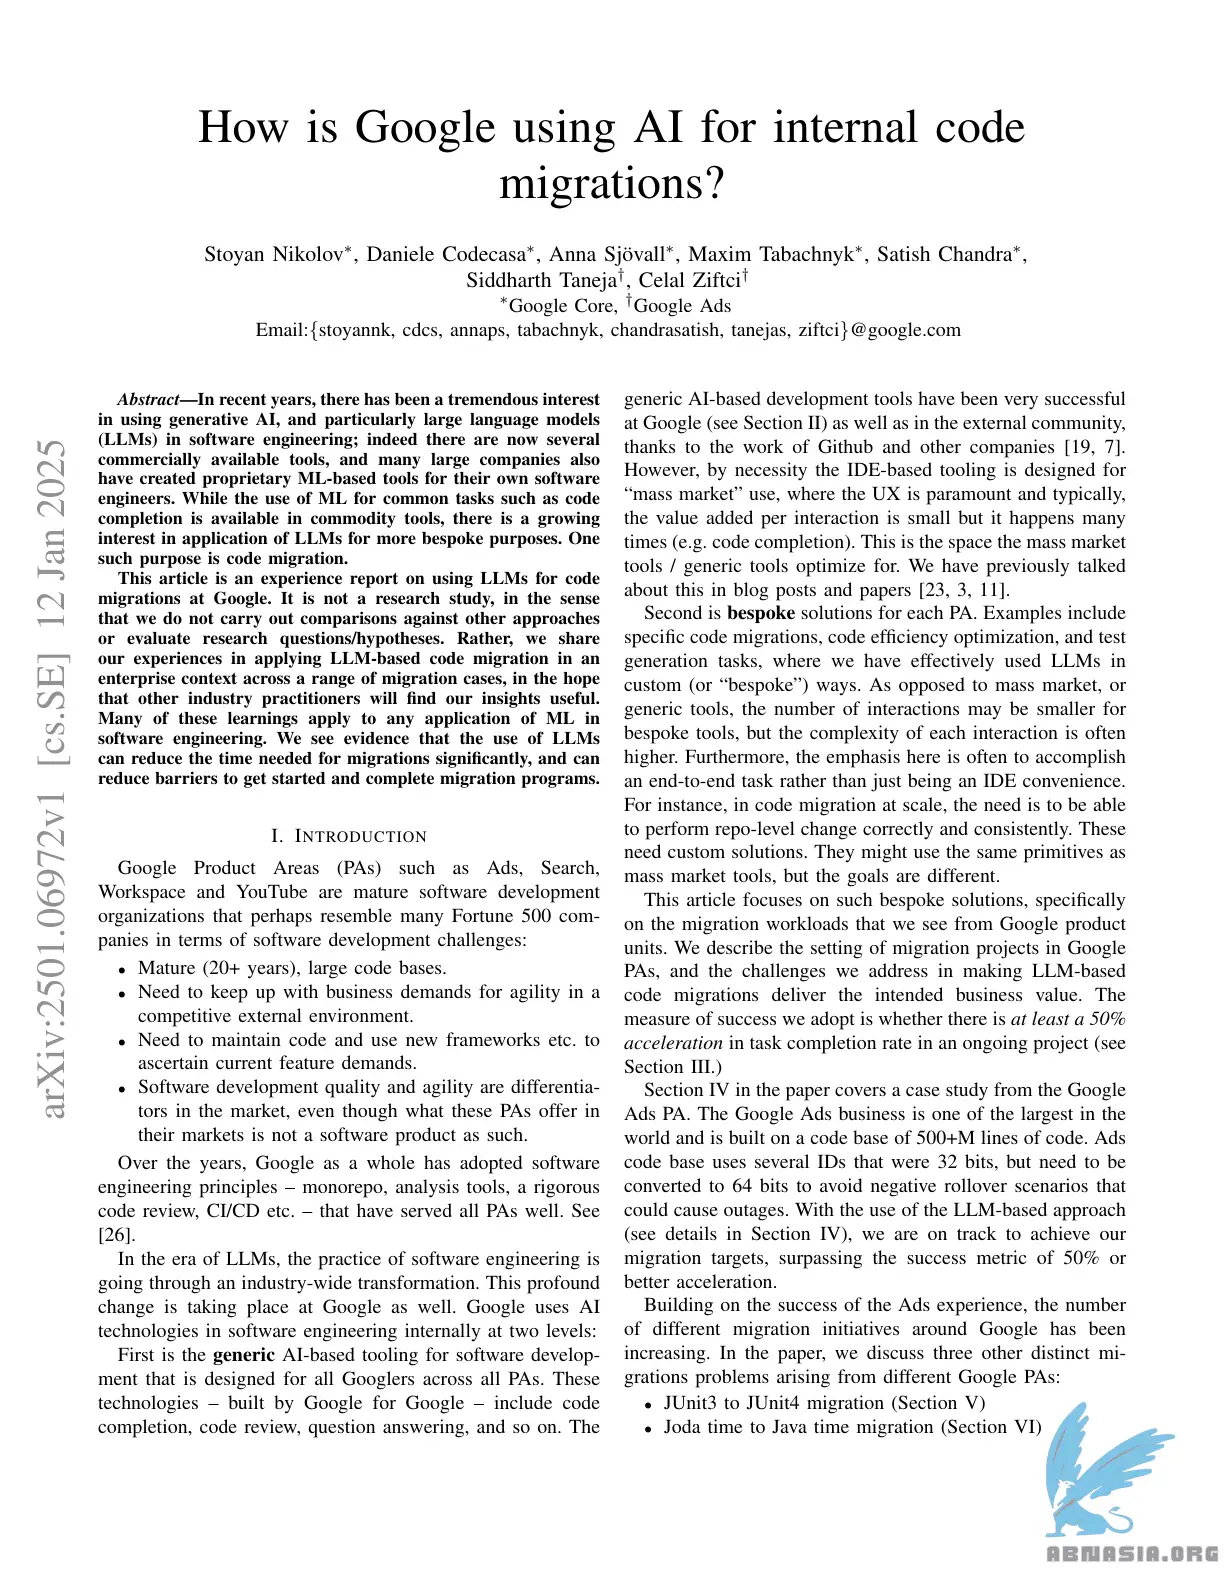 How is Google using AI for internal code
migrations?
Stoyan Nikolov*, Daniele Codecasa*, Anna Sjövall*, Maxim Tabachnyk*, Satish Chandra*,
Siddharth Taneja†, Celal Ziftci†
*Google Core, †Google Ads
Email:{stoyannk, cdcs, annaps, tabachnyk, chandrasatish, tanejas, ziftci}@google.com
arXiv:2501.06972v1 [cs.SE] 12 Jan 2025
Abstract—In recent years, there has been a tremendous interest
in using generative AI, and particularly large language models
(LLMs) in software engineering; indeed there are now several
commercially available tools, and many large companies also
have created proprietary ML-based tools for their own software
engineers. While the use of ML for common tasks such as code
completion is available in commodity tools, there is a growing
interest in application of LLMs for more bespoke purposes. One
such purpose is code migration.
This article is an experience report on using LLMs for code
migrations at Google. It is not a research study, in the sense
that we do not carry out comparisons against other approaches
or evaluate research questions/hypotheses. Rather, we share
our experiences in applying LLM-based code migration in an
enterprise context across a range of migration cases, in the hope
that other industry practitioners will find our insights useful.
Many of these learnings apply to any application of ML in
software engineering. We see evidence that the use of LLMs
can reduce the time needed for migrations significantly, and can
reduce barriers to get started and complete migration programs.
I. INTRODUCTION
Google Product Areas (PAs) such as Ads, Search,
Workspace and YouTube are mature software development
organizations that perhaps resemble many Fortune 500 com-
panies in terms of software development challenges:
• Mature (20+ years), large code bases.
• Need to keep up with business demands for agility in a
competitive external environment.
• Need to maintain code and use new frameworks etc. to
ascertain current feature demands.
• Software development quality and agility are differentia-
tors in the market, even though what these PAs offer in
their markets is not a software product as such.
Over the years, Google as a whole has adopted software
engineering principles – monorepo, analysis tools, a rigorous
code review, CI/CD etc. – that have served all PAs well. See
[26].
In the era of LLMs, the practice of software engineering is
going through an industry-wide transformation. This profound
change is taking place at Google as well. Google uses AI
technologies in software engineering internally at two levels:
First is the generic AI-based tooling for software develop-
ment that is designed for all Googlers across all PAs. These
technologies – built by Google for Google – include code
completion, code review, question answering, and so on. The
generic AI-based development tools have been very successful
at Google (see Section II) as well as in the external community,
thanks to the work of Github and other companies [19, 7].
However, by necessity the IDE-based tooling is designed for
“mass market” use, where the UX is paramount and typically,
the value added per interaction is small but it happens many
times (e.g. code completion). This is the space the mass market
tools / generic tools optimize for. We have previously talked
about this in blog posts and papers [23, 3, 11].
Second is bespoke solutions for each PA. Examples include
specific code migrations, code efficiency optimization, and test
generation tasks, where we have effectively used LLMs in
custom (or “bespoke”) ways. As opposed to mass market, or
generic tools, the number of interactions may be smaller for
bespoke tools, but the complexity of each interaction is often
higher. Furthermore, the emphasis here is often to accomplish
an end-to-end task rather than just being an IDE convenience.
For instance, in code migration at scale, the need is to be able
to perform repo-level change correctly and consistently. These
need custom solutions. They might use the same primitives as
mass market tools, but the goals are different.
This article focuses on such bespoke solutions, specifically
on the migration workloads that we see from Google product
units. We describe the setting of migration projects in Google
PAs, and the challenges we address in making LLM-based
code migrations deliver the intended business value. The
measure of success we adopt is whether there is at least a 50%
acceleration in task completion rate in an ongoing project (see
Section III.)
Section IV in the paper covers a case study from the Google
Ads PA. The Google Ads business is one of the largest in the
world and is built on a code base of 500+M lines of code. Ads
code base uses several IDs that were 32 bits, but need to be
converted to 64 bits to avoid negative rollover scenarios that
could cause outages. With the use of the LLM-based approach
(see details in Section IV), we are on track to achieve our
migration targets, surpassing the success metric of 50% or
better acceleration.
Building on the success of the Ads experience, the number
of different migration initiatives around Google has been
increasing. In the paper, we discuss three other distinct mi-
grations problems arising from different Google PAs:
• JUnit3 to JUnit4 migration (Section V)
• Joda time to Java time migration (Section VI)
ABNASIA.ORG